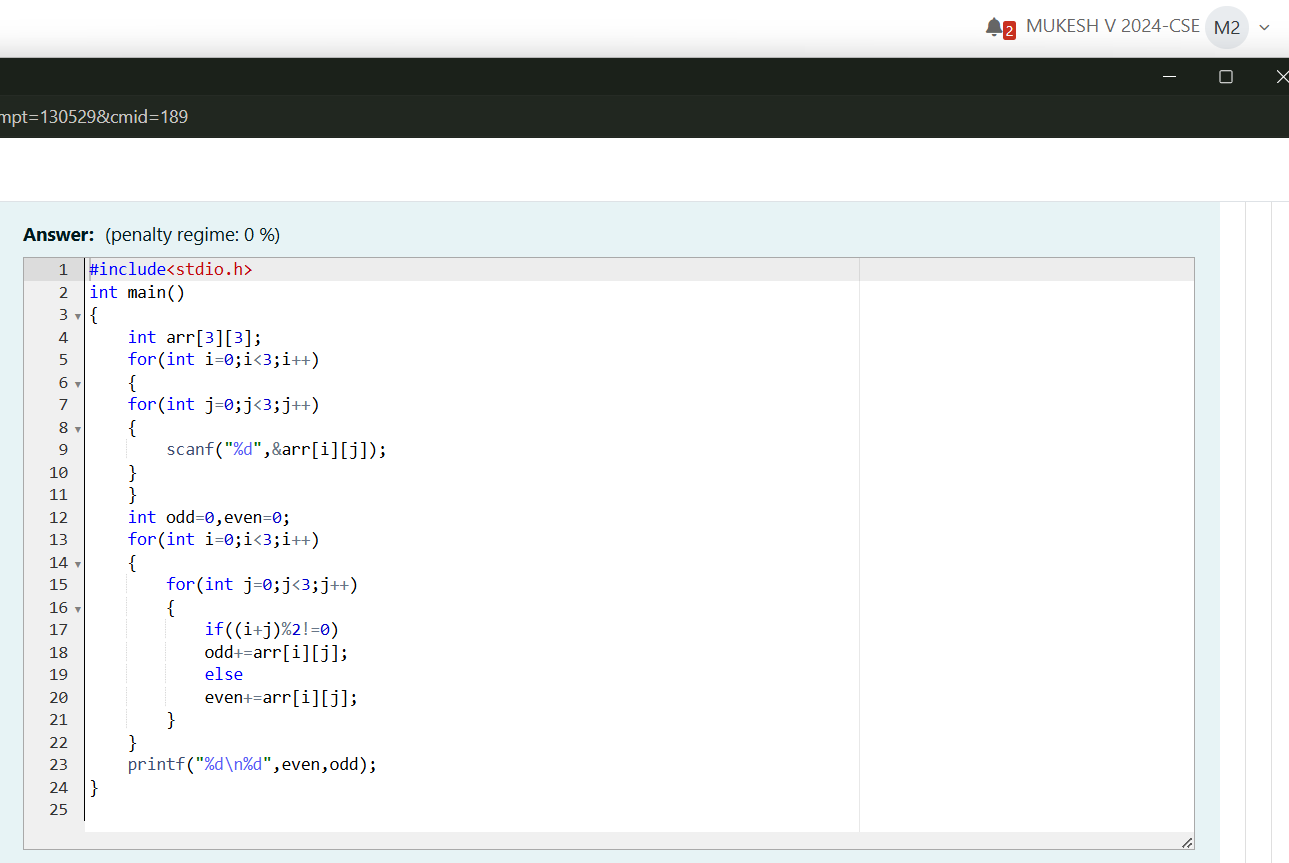 2 MUKESH V 2024-CSE M2
mpt=130529&cmid=189
Answer: (penalty regime: 0 %)
1 #include<stdio.h>
2 int main()
3 {
4 int arr[3][3];
5 for(int i=0;i<3;i++)
6 {
7 for(int j=0;j<3;j++)
8 {
9 scanf("%d",&arr[i][j]);
10 }
11 }
12 int odd=0,even=0;
13 for(int i=0;i<3;i++)
14 {
15 for(int j=0;j<3;j++)
16 {
17 if((i+j)%2!=0)
18 odd+=arr[i][j];
19 else
20 even+=arr[i][j];
21 }
22 }
23 printf("%d\n%d",even,odd);
24 }
25